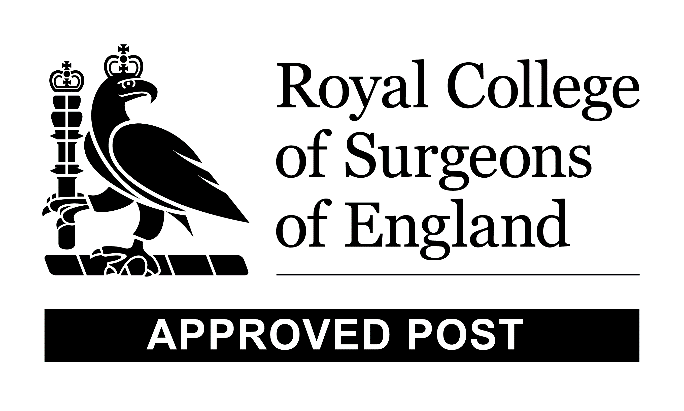 Royal College
of Surgeons
of England
APPROVED POST